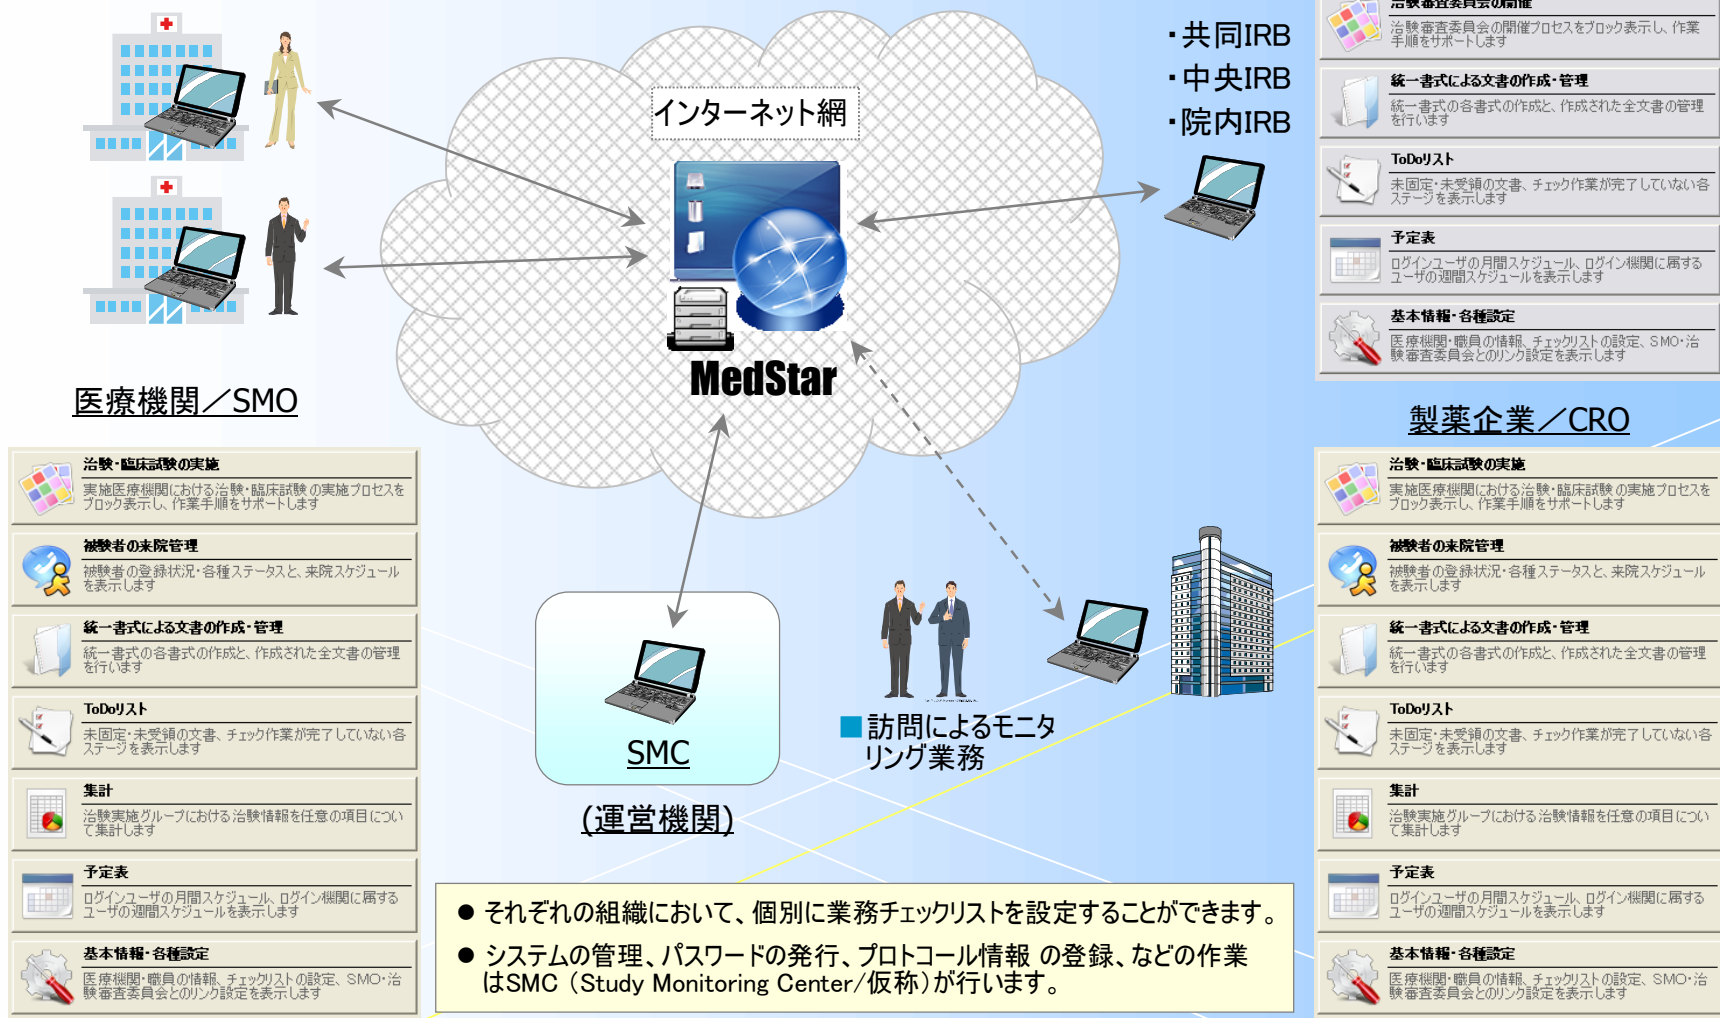 インターネット網
MedStar
・共同IRB
・中央IRB
・院内IRB
治験審査委員会の開催
治験審査委員会の開催プロセスをブロック表示し、作業
手順をサポートします
統一書式による文書の作成・管理
統一書式の各書式の作成と、作成された全文書の管理
を行います
ToDoリスト
未固定・未受領の文書、チェック作業が完了していない各
ステージを表示します
予定表
ログインユーザの月間スケジュール、ログイン機関に属する
ユーザの週間スケジュールを表示します
基本情報・各種設定
医療機関・職員の情報、チェックリストの設定、SMO・治
験審査委員会とのリンク設定を表示します
医療機関／SMO
治験・臨床試験の実施
実施医療機関における治験・臨床試験の実施プロセスを
ブロック表示し、作業手順をサポートします
被験者の来院管理
被験者の登録状況・各種ステータスと、来院スケジュール
を表示します
統一書式による文書の作成・管理
統一書式の各書式の作成と、作成された全文書の管理
を行います
ToDoリスト
未固定・未受領の文書、チェック作業が完了していない各
ステージを表示します
集計
治験実施グループにおける治験情報を任意の項目につい
て集計します
予定表
ログインユーザの月間スケジュール、ログイン機関に属する
ユーザの週間スケジュールを表示します
基本情報・各種設定
医療機関・職員の情報、チェックリストの設定、SMO・治
験審査委員会とのリンク設定を表示します
SMC
(運営機関)
■訪問によるモニタ
リング業務
製薬企業／CRO
治験・臨床試験の実施
実施医療機関における治験・臨床試験の実施プロセスを
ブロック表示し、作業手順をサポートします
被験者の来院管理
被験者の登録状況・各種ステータスと、来院スケジュール
を表示します
統一書式による文書の作成・管理
統一書式の各書式の作成と、作成された全文書の管理
を行います
ToDoリスト
未固定・未受領の文書、チェック作業が完了していない各
ステージを表示します
集計
治験実施グループにおける治験情報を任意の項目につい
て集計します
予定表
ログインユーザの月間スケジュール、ログイン機関に属する
ユーザの週間スケジュールを表示します
基本情報・各種設定
医療機関・職員の情報、チェックリストの設定、SMO・治
験審査委員会とのリンク設定を表示します
● それぞれの組織において、個別に業務チェックリストを設定することができます。
● システムの管理、パスワードの発行、プロトコール情報 の登録、などの作業
はSMC（Study Monitoring Center/仮称）が行います。